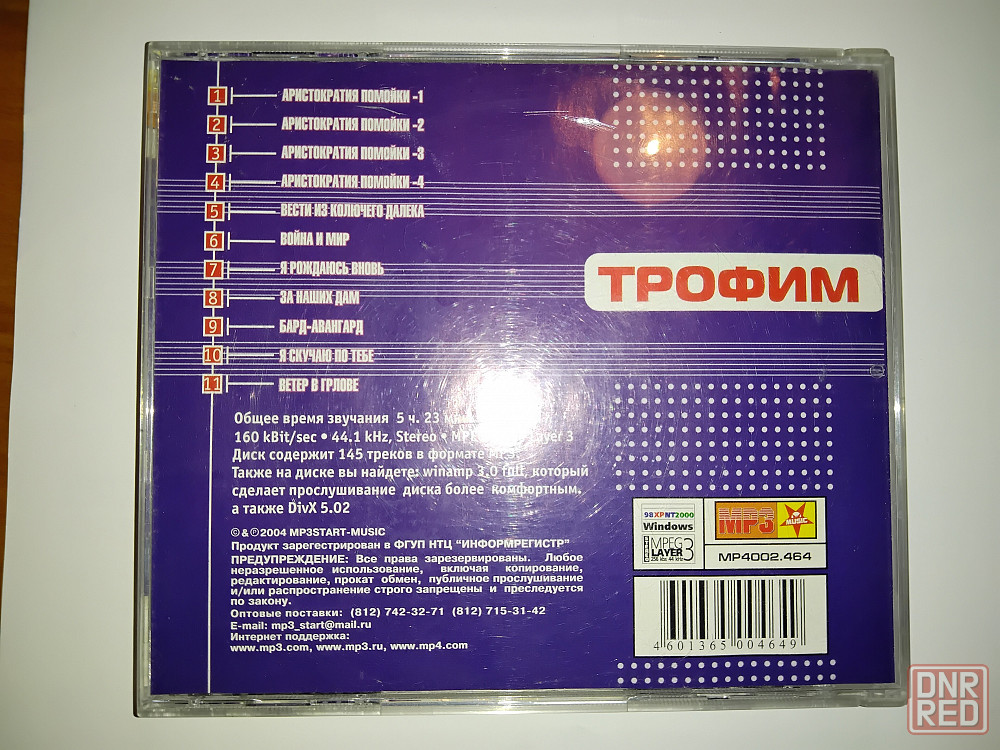 1 АРИСТОКРАТИЯ ПОМОЙКИ -1
2 АРИСТОКРАТИЯ ПОМОЙКИ -2
3 АРИСТОКРАТИЯ ПОМОЙКИ -3
4 АРИСТОКРАТИЯ ПОМОЙКИ -4
5 ВЕСТИ ИЗ КОЛЮЧЕГО ДАЛЕКА
6 ВОЙНА И МИР
7 Я РОЖДАЮСЬ ВНОВЬ
8 ЗА НАШИХ ДАМ
9 БАРД-АВАНГАРД
10 Я СКУЧАЮ ПО ТЕБЕ
11 ВЕТЕР В ГРЛОВЕ
ТРОФИМ
Общее время звучания 5 ч. 23
160 kBit/sec • 44.1 kHz, Stereo • Layer 3
Диск содержит 145 треков в формате MP3.
Также на диске вы найдете: winamp 3.0 full, который
сделает прослушивание диска более комфортным.
а также DivX 5.02
©&℗2004 MP3START-MUSIC
Продукт зарегестрирован в ФГУП НТЦ "ИНФОРМРЕГИСТР"
ПРЕДУПРЕЖДЕНИЕ: Все права зарезервированы. Любое
неразрешенное использование, включая копирование,
редактирование, прокат обмен, публичное прослушивание
и/или распространение строго запрещены и преследуется
по закону.
Оптовые поставки: (812) 742-32-71 (812) 715-31-42
E-mail: mp3_start@mail.ru
Интернет поддержка:
www.mp3.com, www.mp3.ru, www.mp4.com
98XPNT2000
Windows
MPEG
LAYER 3
MP3
MUSIC
MP4002.464
4 601365 004649
DNR
RED